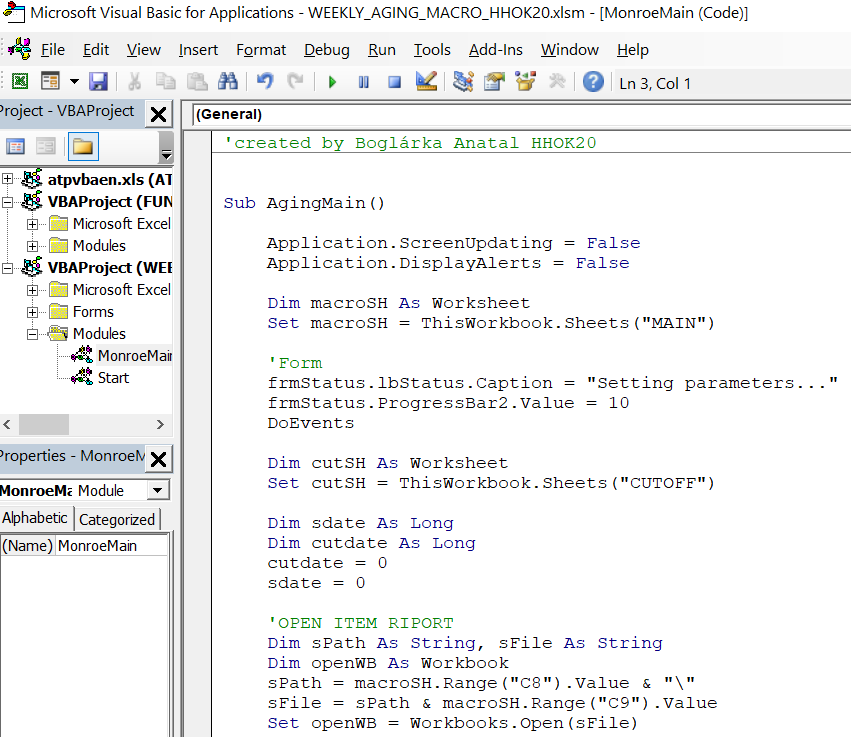 Microsoft Visual Basic for Applications - WEEKLY_AGING_MACRO_HHOK20.xlsm - [MonroeMain (Code)]
File Edit View Insert Format Debug Run Tools Add-Ins Window Help
Ln 3, Col 1
Project - VBAProject
atpvbaen.xls (AT
VBAProject (FUN
Microsoft Excel
Modules
VBAProject (WEE
Microsoft Excel
Forms
Modules
MonroeMain
Start
Properties - MonroeM
MonroeMa Module
Alphabetic Categorized
(Name) MonroeMain
(General)
'created by Boglárka Anatal HHOK20
Sub AgingMain()
Application.ScreenUpdating = False
Application.DisplayAlerts = False
Dim macroSH As Worksheet
Set macroSH = ThisWorkbook.Sheets("MAIN")
'Form
frmStatus.lbStatus.Caption = "Setting parameters..."
frmStatus.ProgressBar2.Value = 10
DoEvents
Dim cutSH As Worksheet
Set cutSH = ThisWorkbook.Sheets("CUTOFF")
Dim sdate As Long
Dim cutdate As Long
cutdate = 0
sdate = 0
'OPEN ITEM RIPORT
Dim sPath As String, sFile As String
Dim openWB As Workbook
sPath = macroSH.Range("C8").Value & "\"
sFile = sPath & macroSH.Range("C9").Value
Set openWB = Workbooks.Open(sFile)